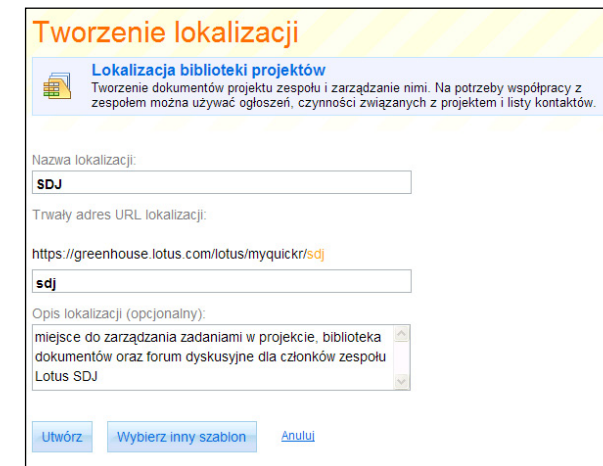 Tworzenie lokalizacji
Lokalizacja biblioteki projektów
Tworzenie dokumentów projektu zespołu i zarządzanie nimi. Na potrzeby współpracy z
zespołem można używać ogłoszeń, czynności związanych z projektem i listy kontaktów.
Nazwa lokalizacji:
SDJ
Trwały adres URL lokalizacji:
https://greenhouse.lotus.com/lotus/myquickr/sdj
sdj
Opis lokalizacji (opcjonalny):
miejsce do zarządzania zadaniami w projekcie, biblioteka
dokumentów oraz forum dyskusyjne dla członków zespołu
Lotus SDJ
Utwórz Wybierz inny szablon Anuluj